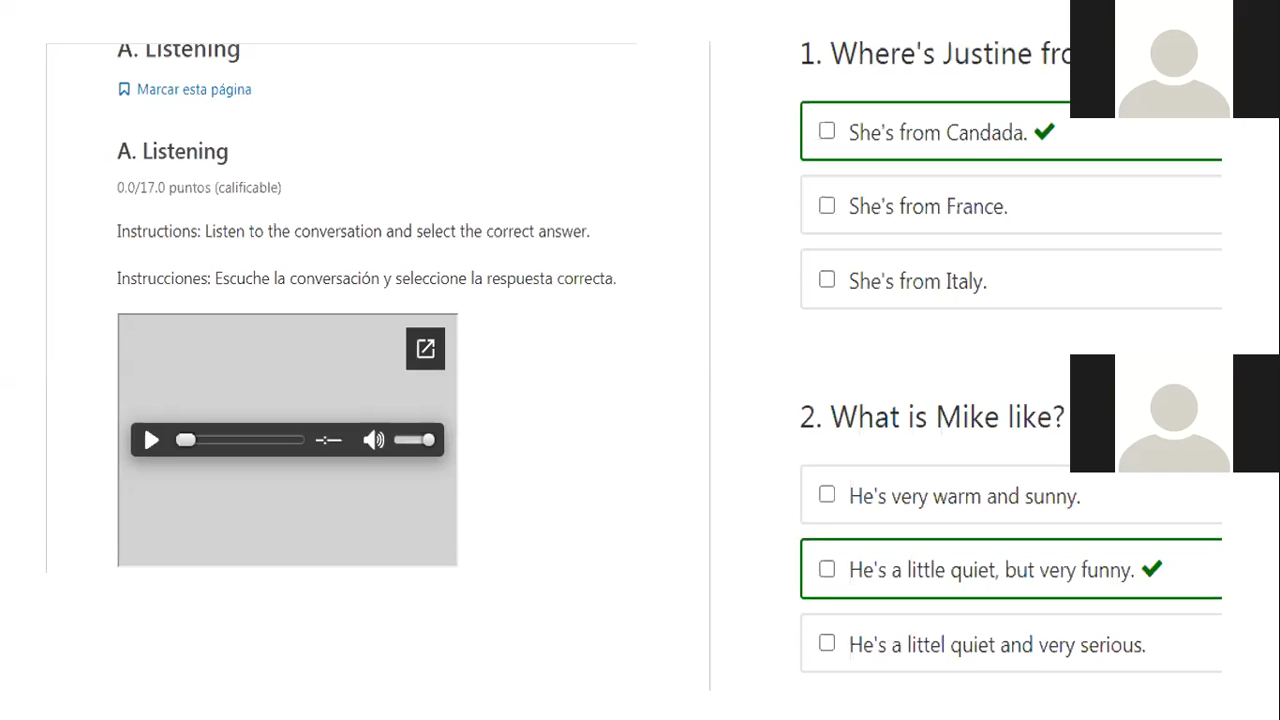 A. Listening
Marcar esta página
A. Listening
0.0/17.0 puntos (calificable)
Instructions: Listen to the conversation and select the correct answer.
Instrucciones: Escuche la conversación y seleccione la respuesta correcta.
1. Where's Justine
She's from Candada.
She's from France.
She's from Italy.
2. What is Mike like?
He's very warm and sunny.
He's a little quiet, but very funny.
He's a littel quiet and very serious.